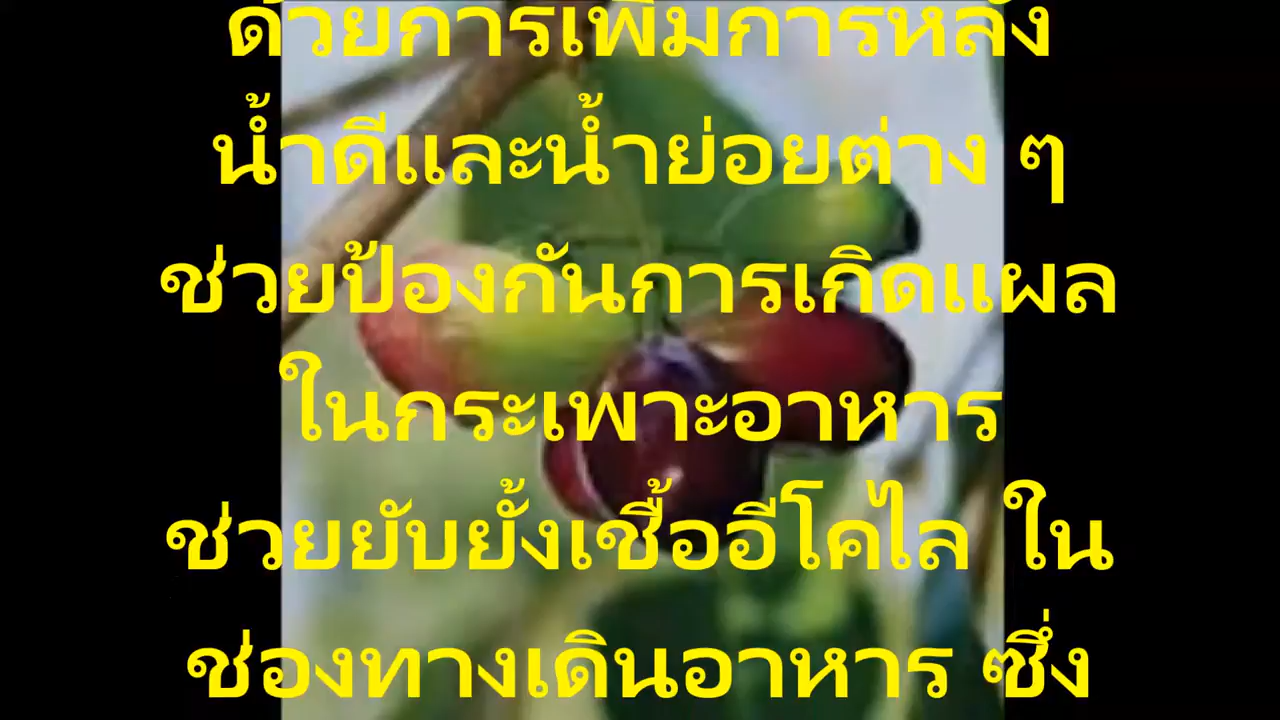 ด้วยการเพิ่มการหลั่ง
น้ำดีและน้ำย่อยต่าง ๆ
ช่วยป้องกันการเกิดแผล
ในกระเพาะอาหาร
ช่วยยับยั้งเชื้ออีโคไล ใน
ช่องทางเดินอาหาร ซึ่ง